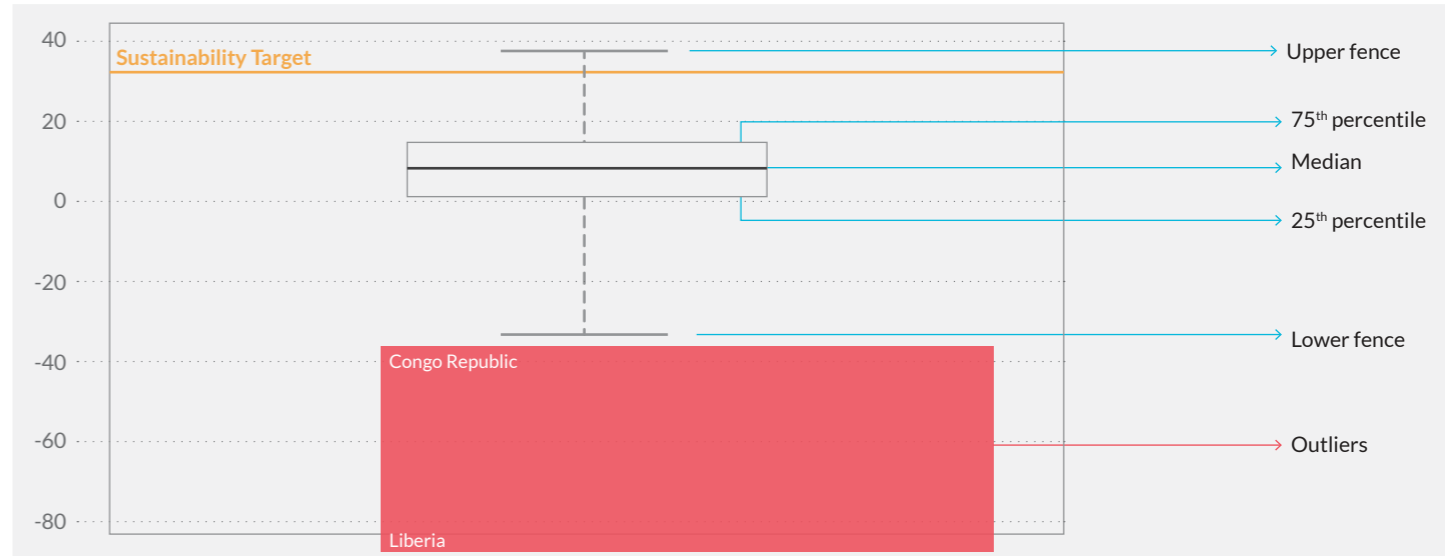 40
Sustainability Target
Upper fence
20
75th percentile
Median
0
25th percentile
-20
Lower fence
-40
Congo Republic
-60
Outliers
-80
Liberia